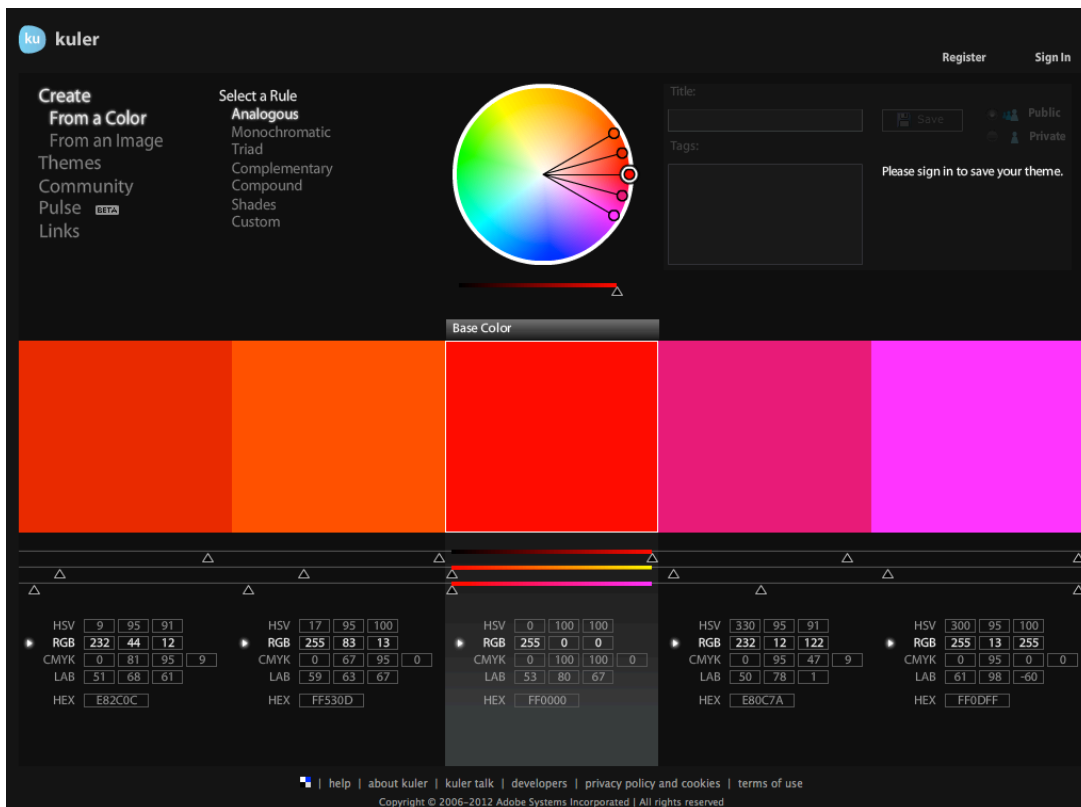 ku kuler
Register Sign In
Create
From a Color
From an Image
Themes
Community
Pulse BETA
Links
Select a Rule
Analogous
Monochromatic
Triad
Complementary
Compound
Shades
Custom
Title:
Tags:
Save
Public
Private
Please sign in to save your theme.
Base Color
HSV 9 95 91
RGB 232 44 12
CMYK 0 81 95 9
LAB 51 68 61
HEX E82C0C
HSV 17 95 100
RGB 255 83 13
CMYK 0 67 95 0
LAB 59 63 67
HEX FF530D
HSV 0 100 100
RGB 255 0 0
CMYK 0 100 100 0
LAB 53 80 67
HEX FF0000
HSV 330 95 91
RGB 232 12 122
CMYK 0 95 47 9
LAB 50 78 1
HEX E80C7A
HSV 300 95 100
RGB 255 13 255
CMYK 0 95 0 0
LAB 61 98 -60
HEX FF0DFF
| help | about kuler | kuler talk | developers | privacy policy and cookies | terms of use
Copyright © 2006-2012 Adobe Systems Incorporated | All rights reserved